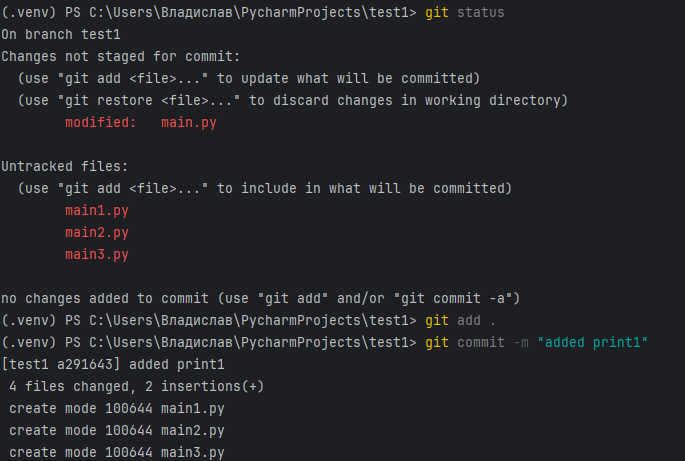 (.venv) PS C:\Users\Владислав\PycharmProjects\test1> git status
On branch test1
Changes not staged for commit:
  (use "git add <file>..." to update what will be committed)
  (use "git restore <file>..." to discard changes in working directory)
        modified:   main.py

Untracked files:
  (use "git add <file>..." to include in what will be committed)
        main1.py
        main2.py
        main3.py

no changes added to commit (use "git add" and/or "git commit -a")
(.venv) PS C:\Users\Владислав\PycharmProjects\test1> git add .
(.venv) PS C:\Users\Владислав\PycharmProjects\test1> git commit -m "added print1"
[test1 a291643] added print1
 4 files changed, 2 insertions(+)
 create mode 100644 main1.py
 create mode 100644 main2.py
 create mode 100644 main3.py